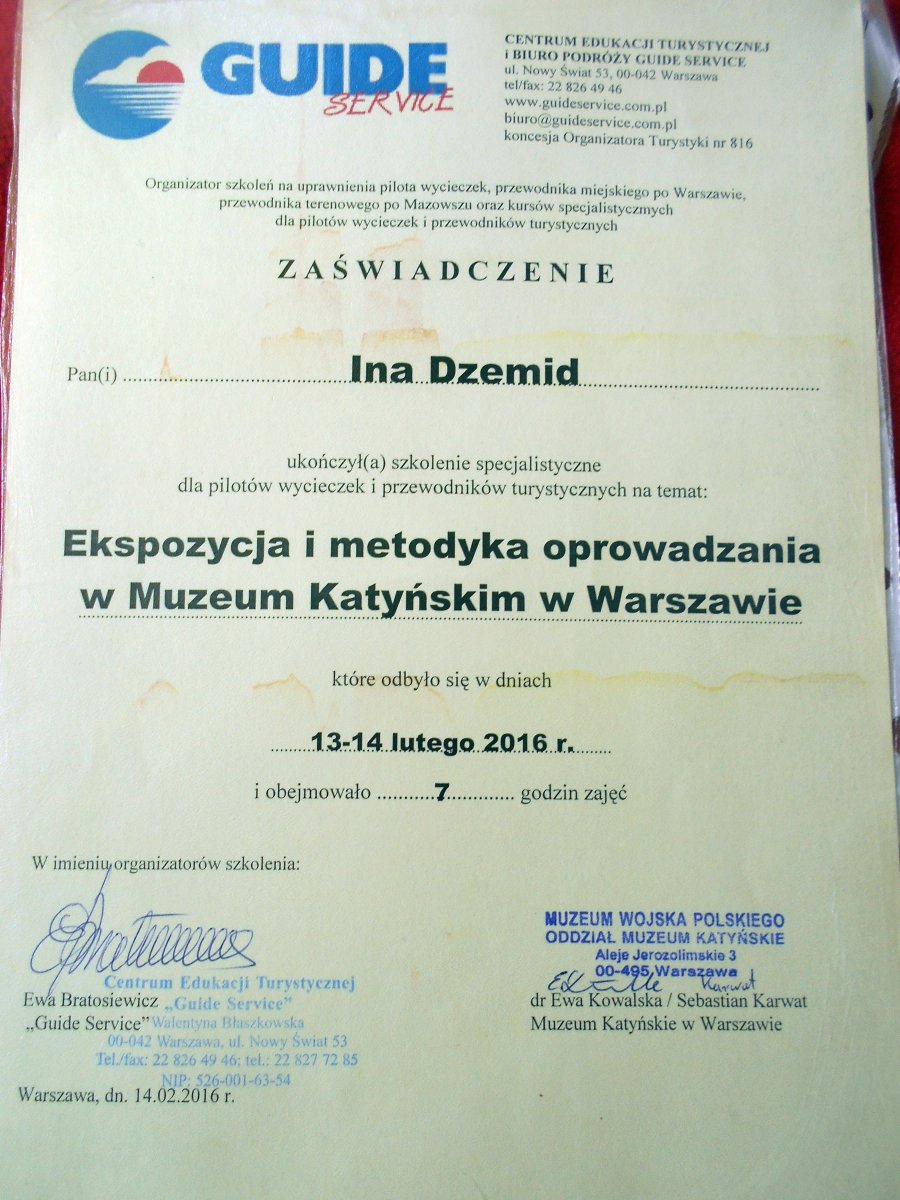 GUIDE
SERVICE
CENTRUM EDUKACJI TURYSTYCZNEJ
i BIURO PODRÓŻY GUIDE SERVICE
ul. Nowy Świat 53, 00-042 Warszawa
tel/fax: 22 826 49 46
www.guideservice.com.pl
biuro@guideservice.com.pl
koncesja Organizatora Turystyki nr 816
Organizator szkoleń na uprawnienia pilota wycieczek, przewodnika miejskiego po Warszawie,
przewodnika terenowego po Mazowszu oraz kursów specjalistycznych
dla pilotów wycieczek i przewodników turystycznych
ZAŚWIADCZENIE
Pan(i) Ina Dzemid
ukończył(a) szkolenie specjalistyczne
dla pilotów wycieczek i przewodników turystycznych na temat:
Ekspozycja i metodyka oprowadzania
w Muzeum Katyńskim w Warszawie
które odbyło się w dniach
13-14 lutego 2016 r.
i obejmowało ...........7............. godzin zajęć
W imieniu organizatorów szkolenia:
Centrum Edukacji Turystycznej
Ewa Bratosiewicz „Guide Service”
„Guide Service” Walentyna Błaszkowska
00-042 Warszawa, ul. Nowy Świat 53
Tel./fax: 22 826 49 46; tel.: 22 827 72 85
NIP: 526-001-63-54
Warszawa, dn. 14.02.2016 r.
MUZEUM WOJSKA POLSKIEGO
ODDZIAŁ MUZEUM KATYŃSKIE
Aleje Jerozolimskie 3
00-495 Warszawa
Karwat
dr Ewa Kowalska / Sebastian Karwat
Muzeum Katyńskie w Warszawie